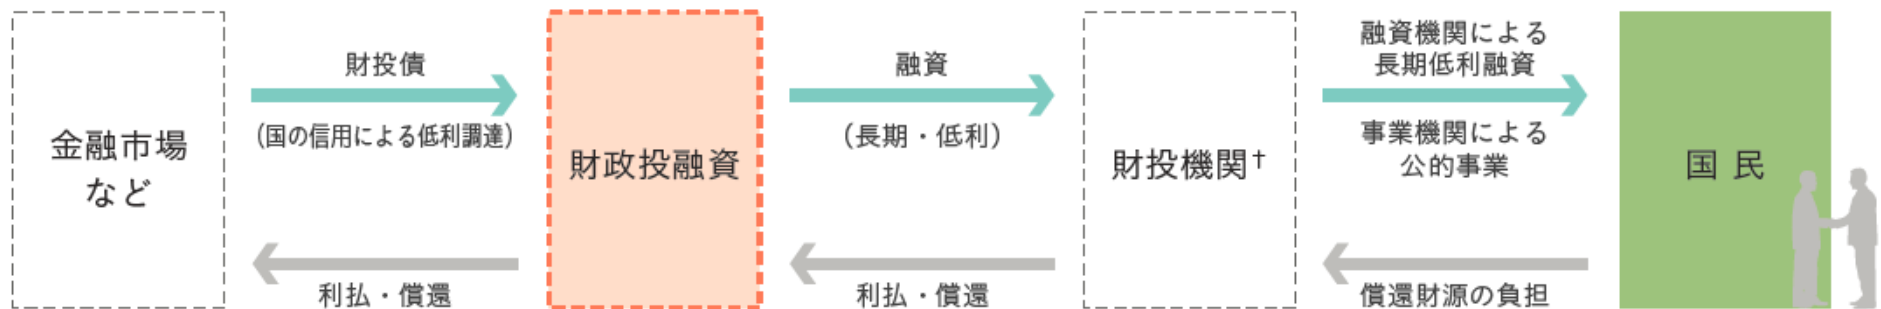 金融市場
など
財投債
(国の信用による低利調達)
利払・償還
財政投融資
融資
(長期・低利)
利払・償還
財投機関†
融資機関による
長期低利融資
事業機関による
公的事業
償還財源の負担
国民